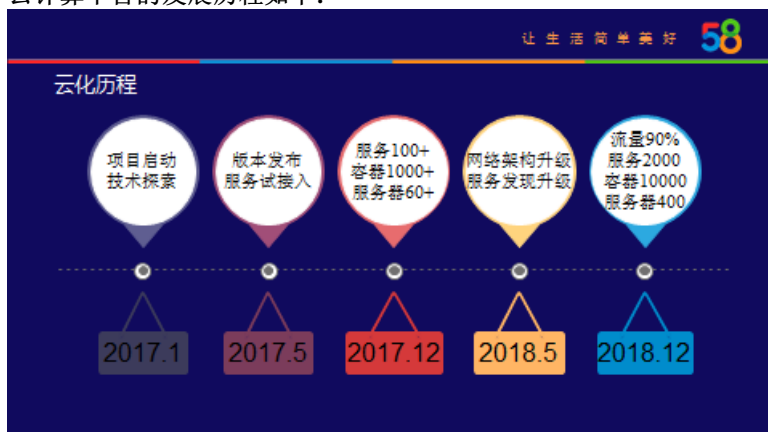 让生活简单美好 58
云化历程
项目启动
技术探索
版本发布
服务试接入
服务100+
容器1000+
服务器60+
网络架构升级
服务发现升级
流量90%
服务2000
容器10000
服务器400
2017.1
2017.5
2017.12
2018.5
2018.12